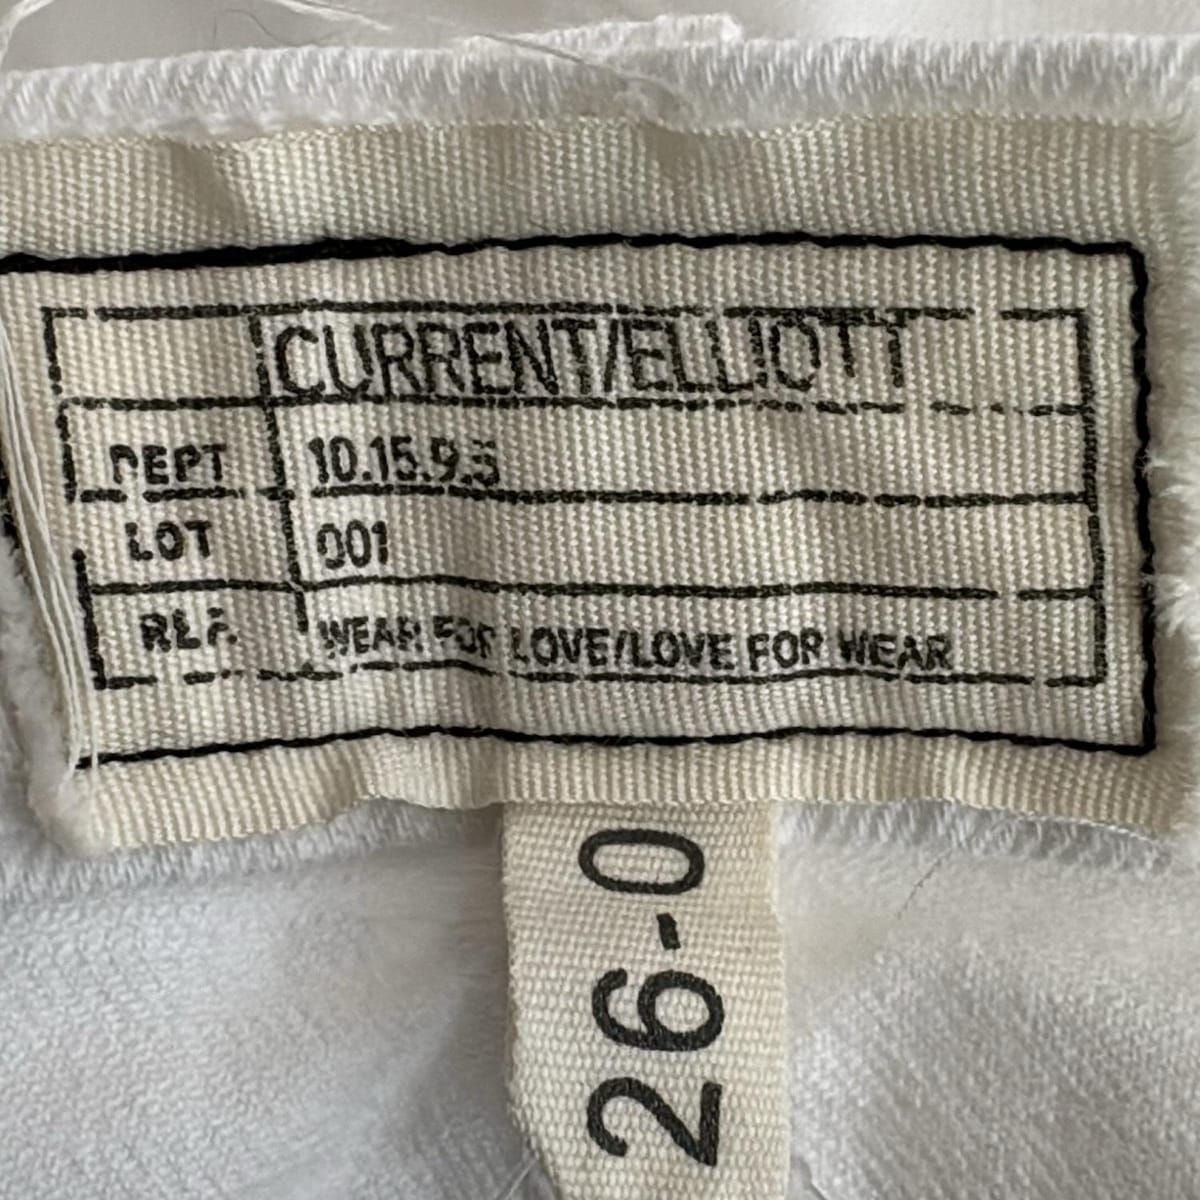 CURRENT/ELLIOTT
DEPT 10.15.9.5
LOT 001
REF. WEAR FOR LOVE/LOVE FOR WEAR
26-0